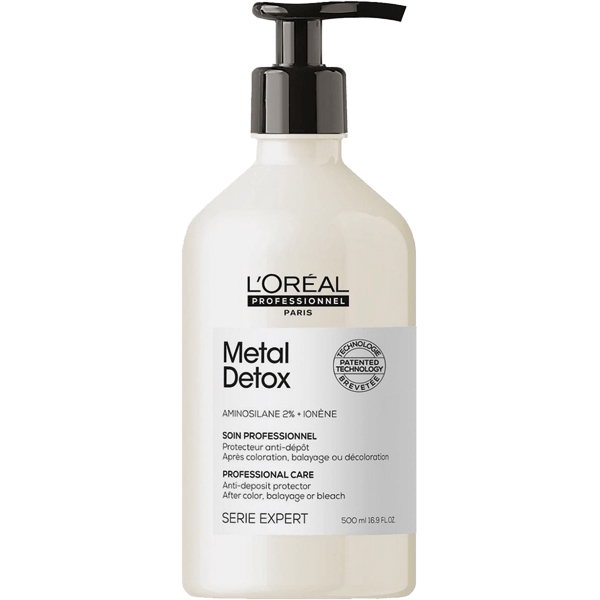 L'ORÉAL
PROFESSIONNEL
PARIS
Metal
Detox
TECHNOLOGIE
PATENTED
TECHNOLOGY
BREVETÉE
AMINOSILANE 2% + IONÈNE
SOIN PROFESSIONNEL
Protecteur anti-dépôt
Après coloration, balayage ou décoloration
PROFESSIONAL CARE
Anti-deposit protector
After color, balayage or bleach
SERIE EXPERT
500 ml 16.9 FL.OZ.